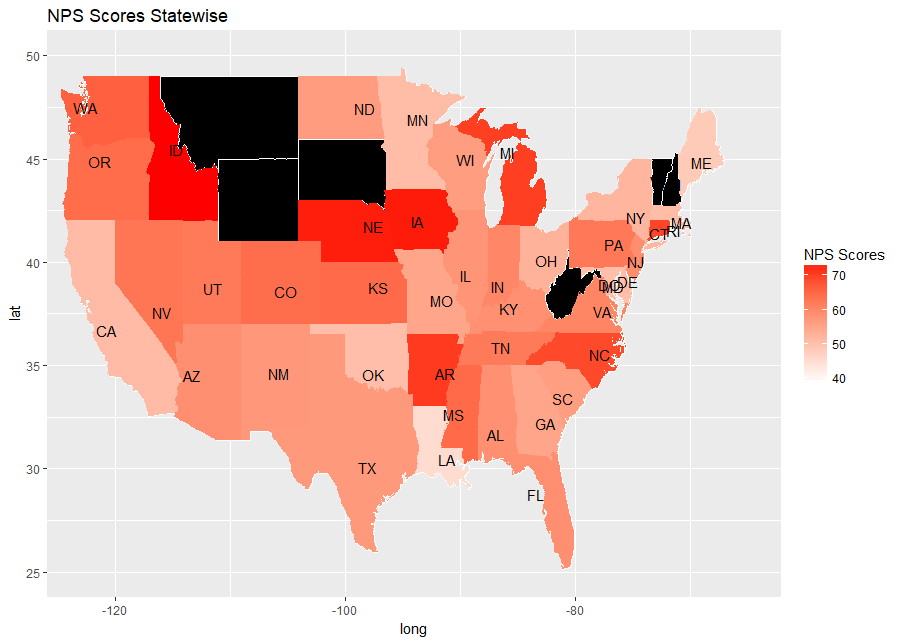 NPS Scores Statewise
50
45
40
35
30
25
lat
-120
-100
-80
long
WA
OR
ID
ND
MN
WI
MI
ME
NE
IA
NY
MA
CT
RI
PA
NJ
OH
IL
IN
DC
MD
DE
VA
KY
MO
KS
CO
UT
NV
CA
AZ
NM
OK
AR
TN
NC
SC
MS
AL
GA
LA
TX
FL
NPS Scores
70
60
50
40